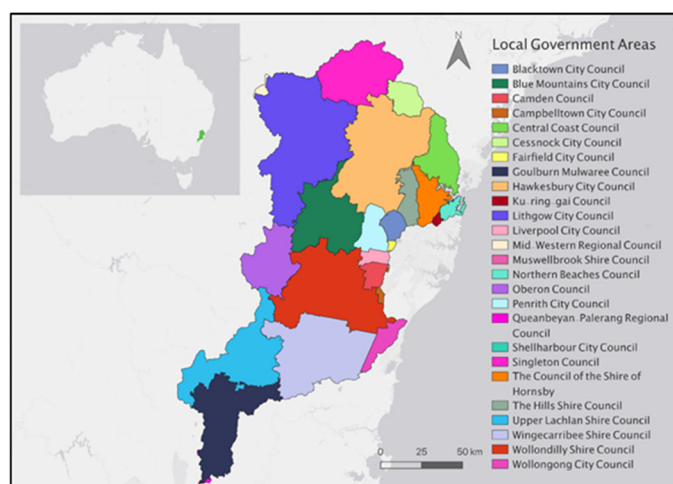 Local Government Areas
Blacktown City Council
Blue Mountains City Council
Camden Council
Campbelltown City Council
Central Coast Council
Cessnock City Council
Fairfield City Council
Goulburn Mulwaree Council
Hawkesbury City Council
Ku.ring.gai Council
Lithgow City Council
Liverpool City Council
Mid.Western Regional Council
Muswellbrook Shire Council
Northern Beaches Council
Oberon Council
Penrith City Council
Queanbeyan.Palerang Regional
Council
Shellharbour City Council
Singleton Council
The Council of the Shire of
Hornsby
The Hills Shire Council
Upper Lachlan Shire Council
Wingecarribee Shire Council
Wollondilly Shire Council
Wollongong City Council
0 25 50 km